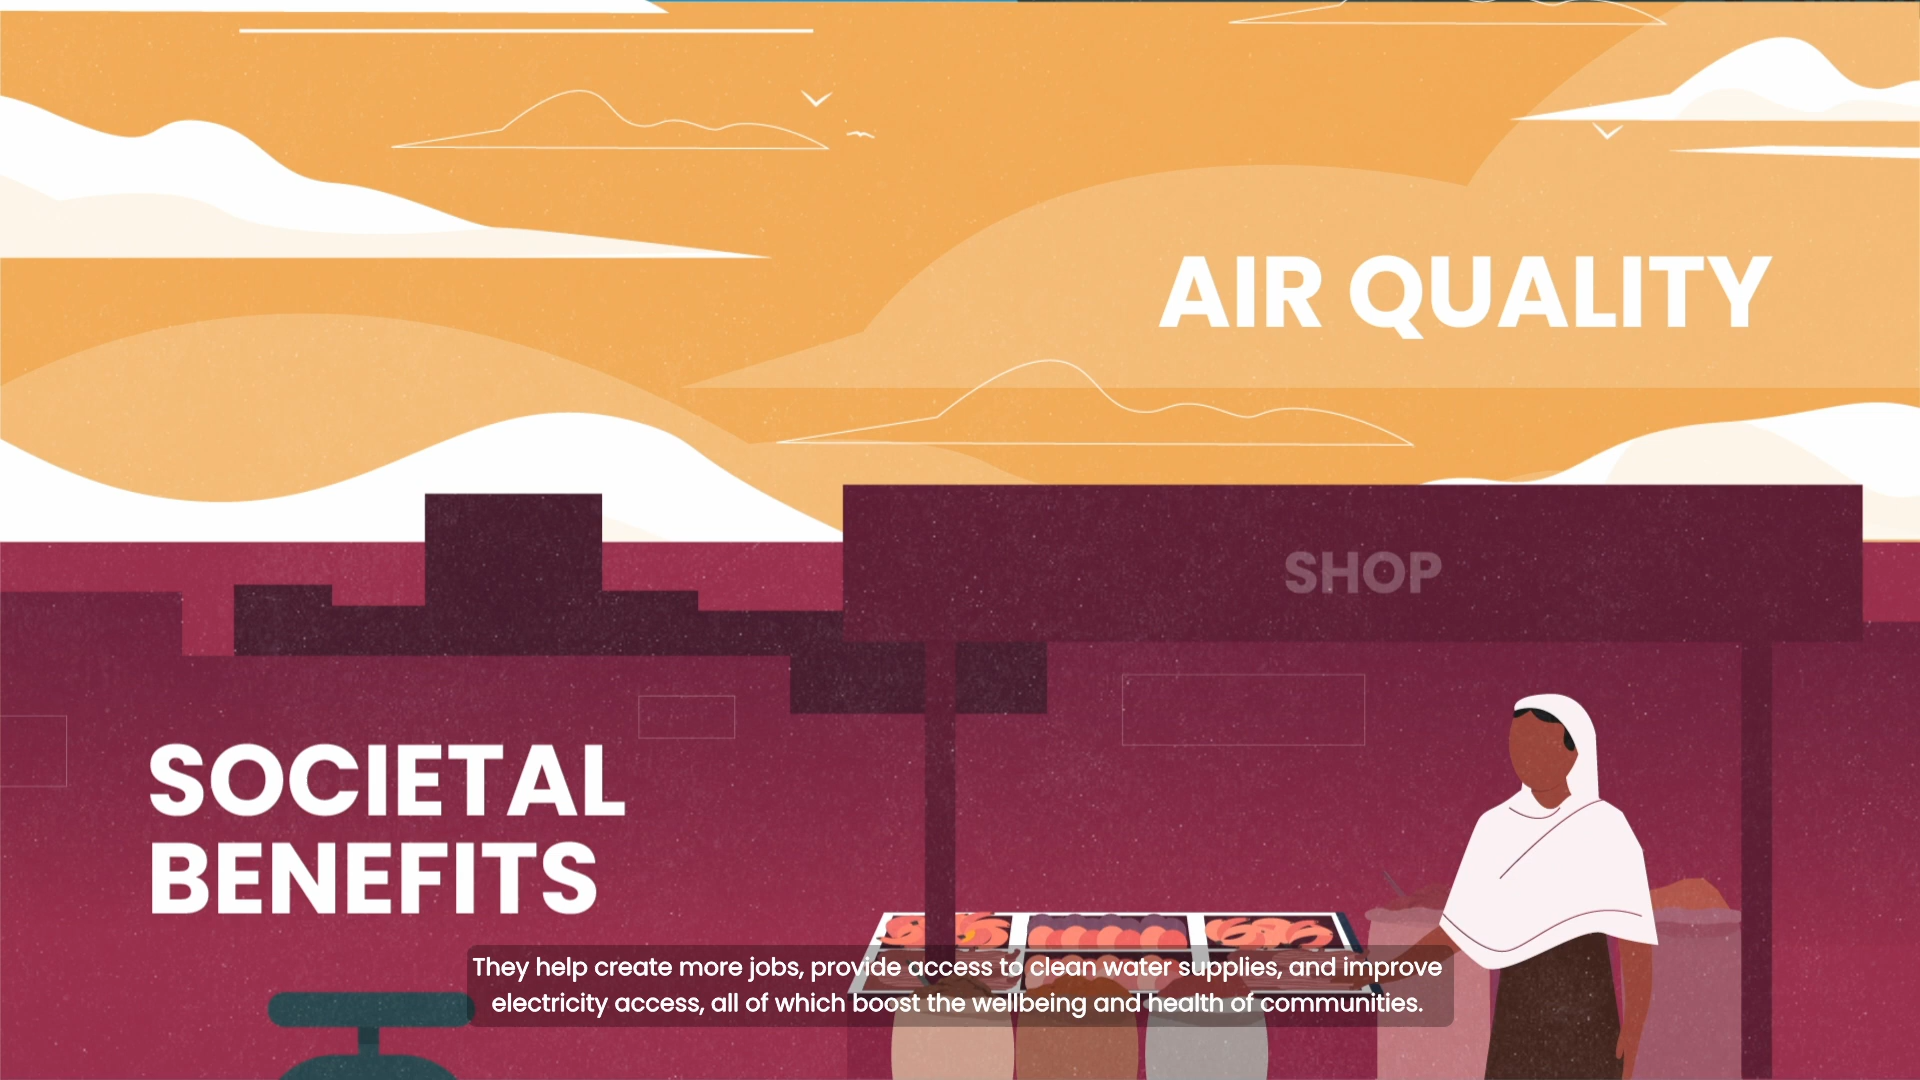 AIR QUALITY
SHOP
SOCIETAL
BENEFITS
They help create more jobs, provide access to clean water supplies, and improve
electricity access, all of which boost the wellbeing and health of communities.